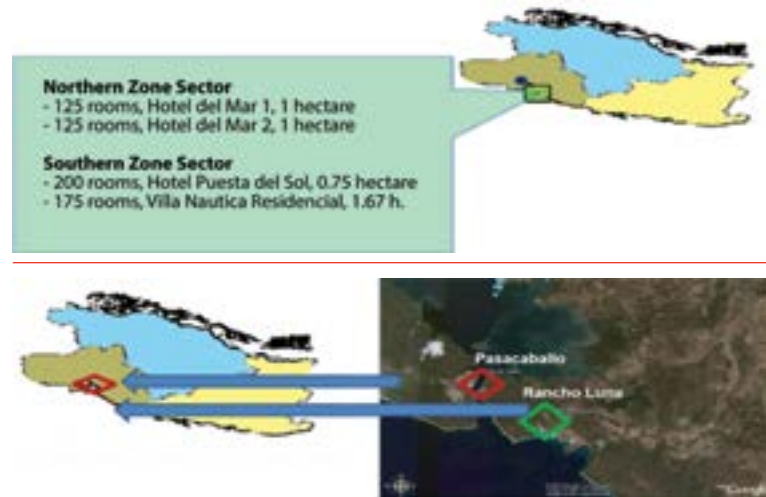 Northern Zone Sector
- 125 rooms, Hotel del Mar 1, 1 hectare
- 125 rooms, Hotel del Mar 2, 1 hectare
Southern Zone Sector
- 200 rooms, Hotel Puesta del Sol, 0.75 hectare
- 175 rooms, Villa Nautica Residencial, 1.67 h.
Pasacaballo
Rancho Luna